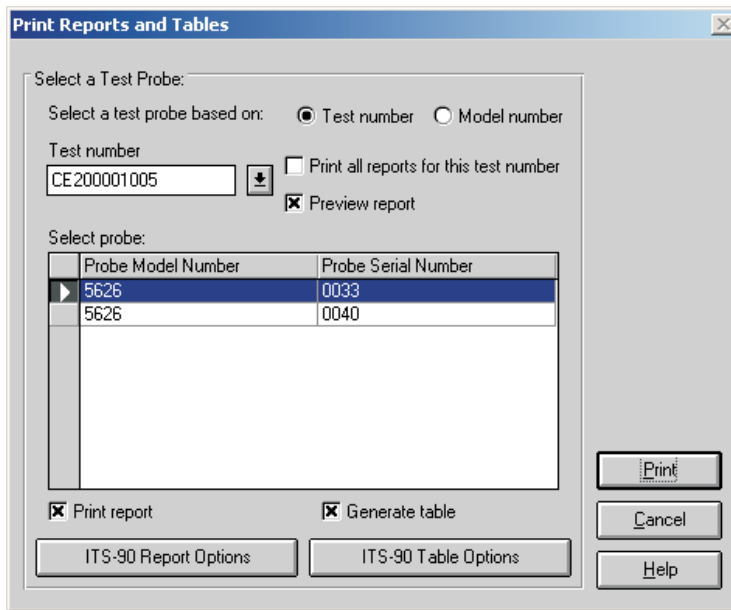 Print Reports and Tables
Select a Test Probe:
Select a test probe based on: Test number Model number
Test number
CE200001005
Print all reports for this test number
Preview report
Select probe:
Probe Model Number Probe Serial Number
5626 0033
5626 0040
Print report Generate table
ITS-90 Report Options ITS-90 Table Options
Print
Cancel
Help